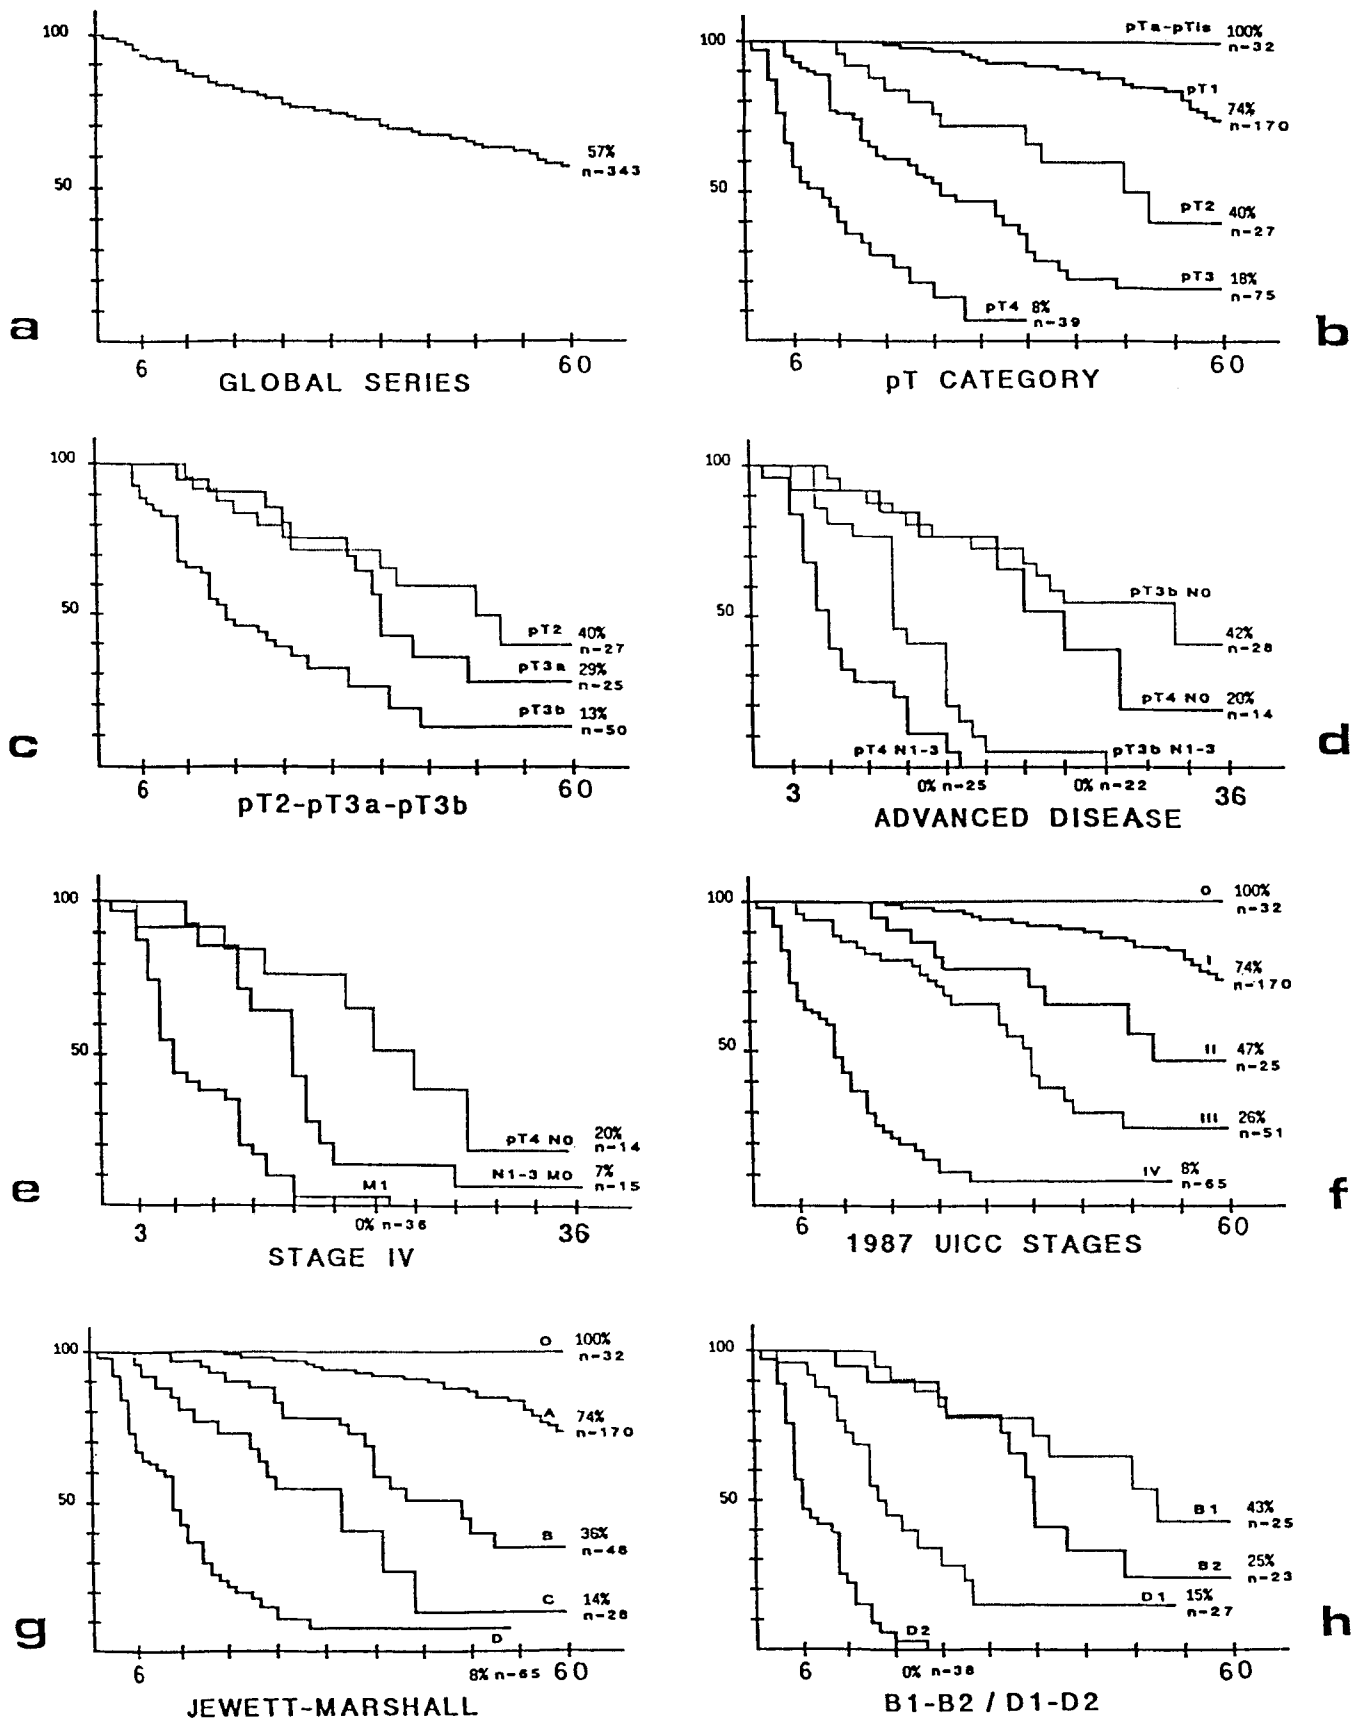 100
50
57%
n-343
a
6
60
GLOBAL SERIES
100
50
pTa-pTis 100%
n-32
pT1
74%
n-170
pT2 40%
n-27
pT3 18%
n-75
pT4 8%
n-39
b
6
60
pT CATEGORY
100
50
pT2 40%
n-27
pT3a 29%
n-25
pT3b 13%
n-50
c
6
60
pT2-pT3a-pT3b
100
50
pT3b N0
42%
n-28
pT4 N0 20%
n-14
pT4 N1-3
pT3b N1-3
d
0% n-25
0% n-22
3
36
ADVANCED DISEASE
100
50
pT4 N0 20%
n-14
N1-3 M0 7%
n-15
M1
e
0% n-36
3
36
STAGE IV
100
50
O 100%
n-32
I
74%
n-170
II 47%
n-25
III 26%
n-51
IV 8%
n-65
f
6
60
1987 UICC STAGES
100
50
O 100%
n-32
A 74%
n-170
B 36%
n-48
C 14%
n-28
D
g
6
8% n-65
60
JEWETT-MARSHALL
100
50
B1 43%
n-25
B2 25%
n-23
D1 15%
n-27
D2
h
6
0% n-38
60
B1-B2 / D1-D2